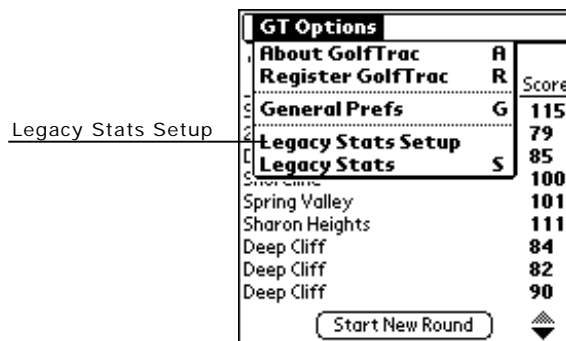 GT Options
About GolfTrac A
Register GolfTrac R
Score
General Prefs G 115
Legacy Stats Setup
79
Legacy Stats Setup
85
Legacy Stats S
Shoreline 100
Spring Valley 101
Sharon Heights 111
Deep Cliff 84
Deep Cliff 82
Deep Cliff 90
Start New Round